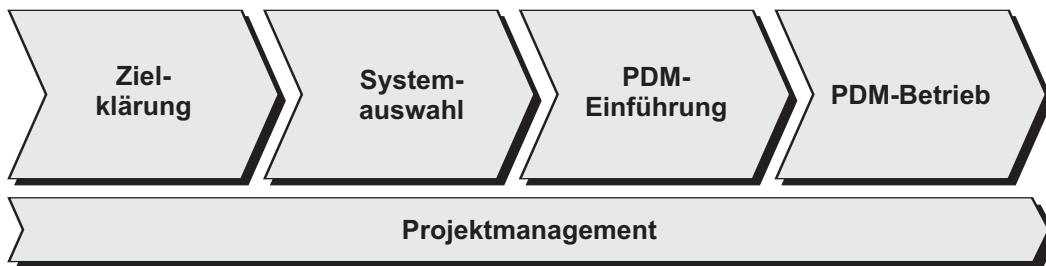 Ziel-
klärung
System-
auswahl
PDM-
Einführung
PDM-Betrieb
Projektmanagement